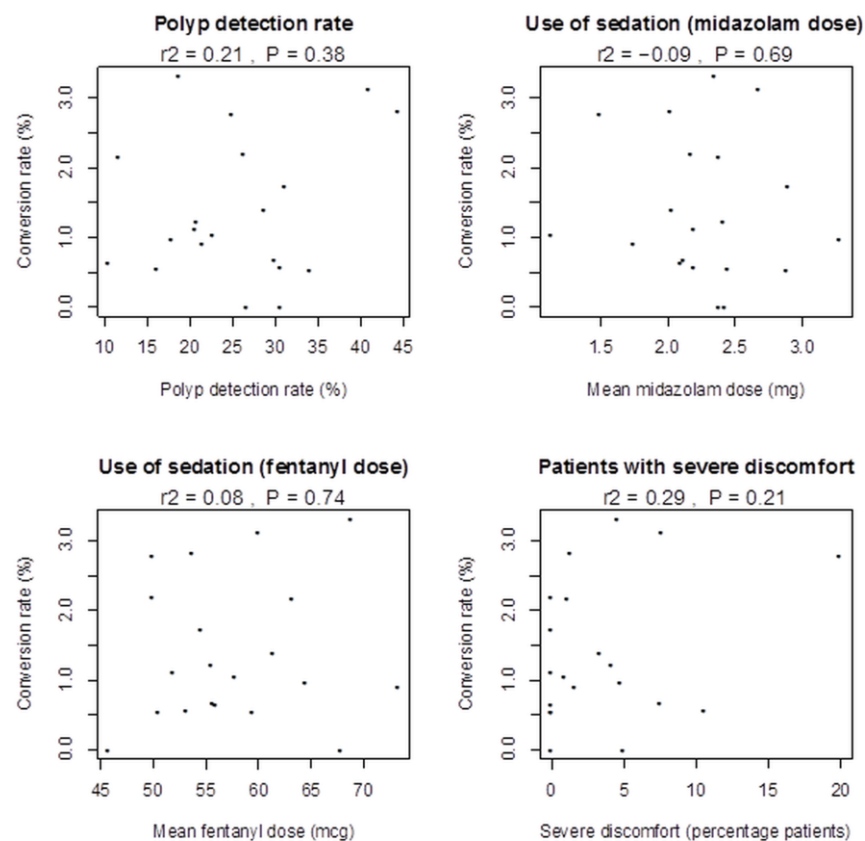 Polyp detection rate
r2 = 0.21 , P = 0.38
Conversion rate (%)
0.0 1.0 2.0 3.0
10 15 20 25 30 35 40 45
Polyp detection rate (%)
Use of sedation (midazolam dose)
r2 = −0.09 , P = 0.69
Conversion rate (%)
0.0 1.0 2.0 3.0
1.5 2.0 2.5 3.0
Mean midazolam dose (mg)
Use of sedation (fentanyl dose)
r2 = 0.08 , P = 0.74
Conversion rate (%)
0.0 1.0 2.0 3.0
45 50 55 60 65 70
Mean fentanyl dose (mcg)
Patients with severe discomfort
r2 = 0.29 , P = 0.21
Conversion rate (%)
0.0 1.0 2.0 3.0
0 5 10 15 20
Severe discomfort (percentage patients)